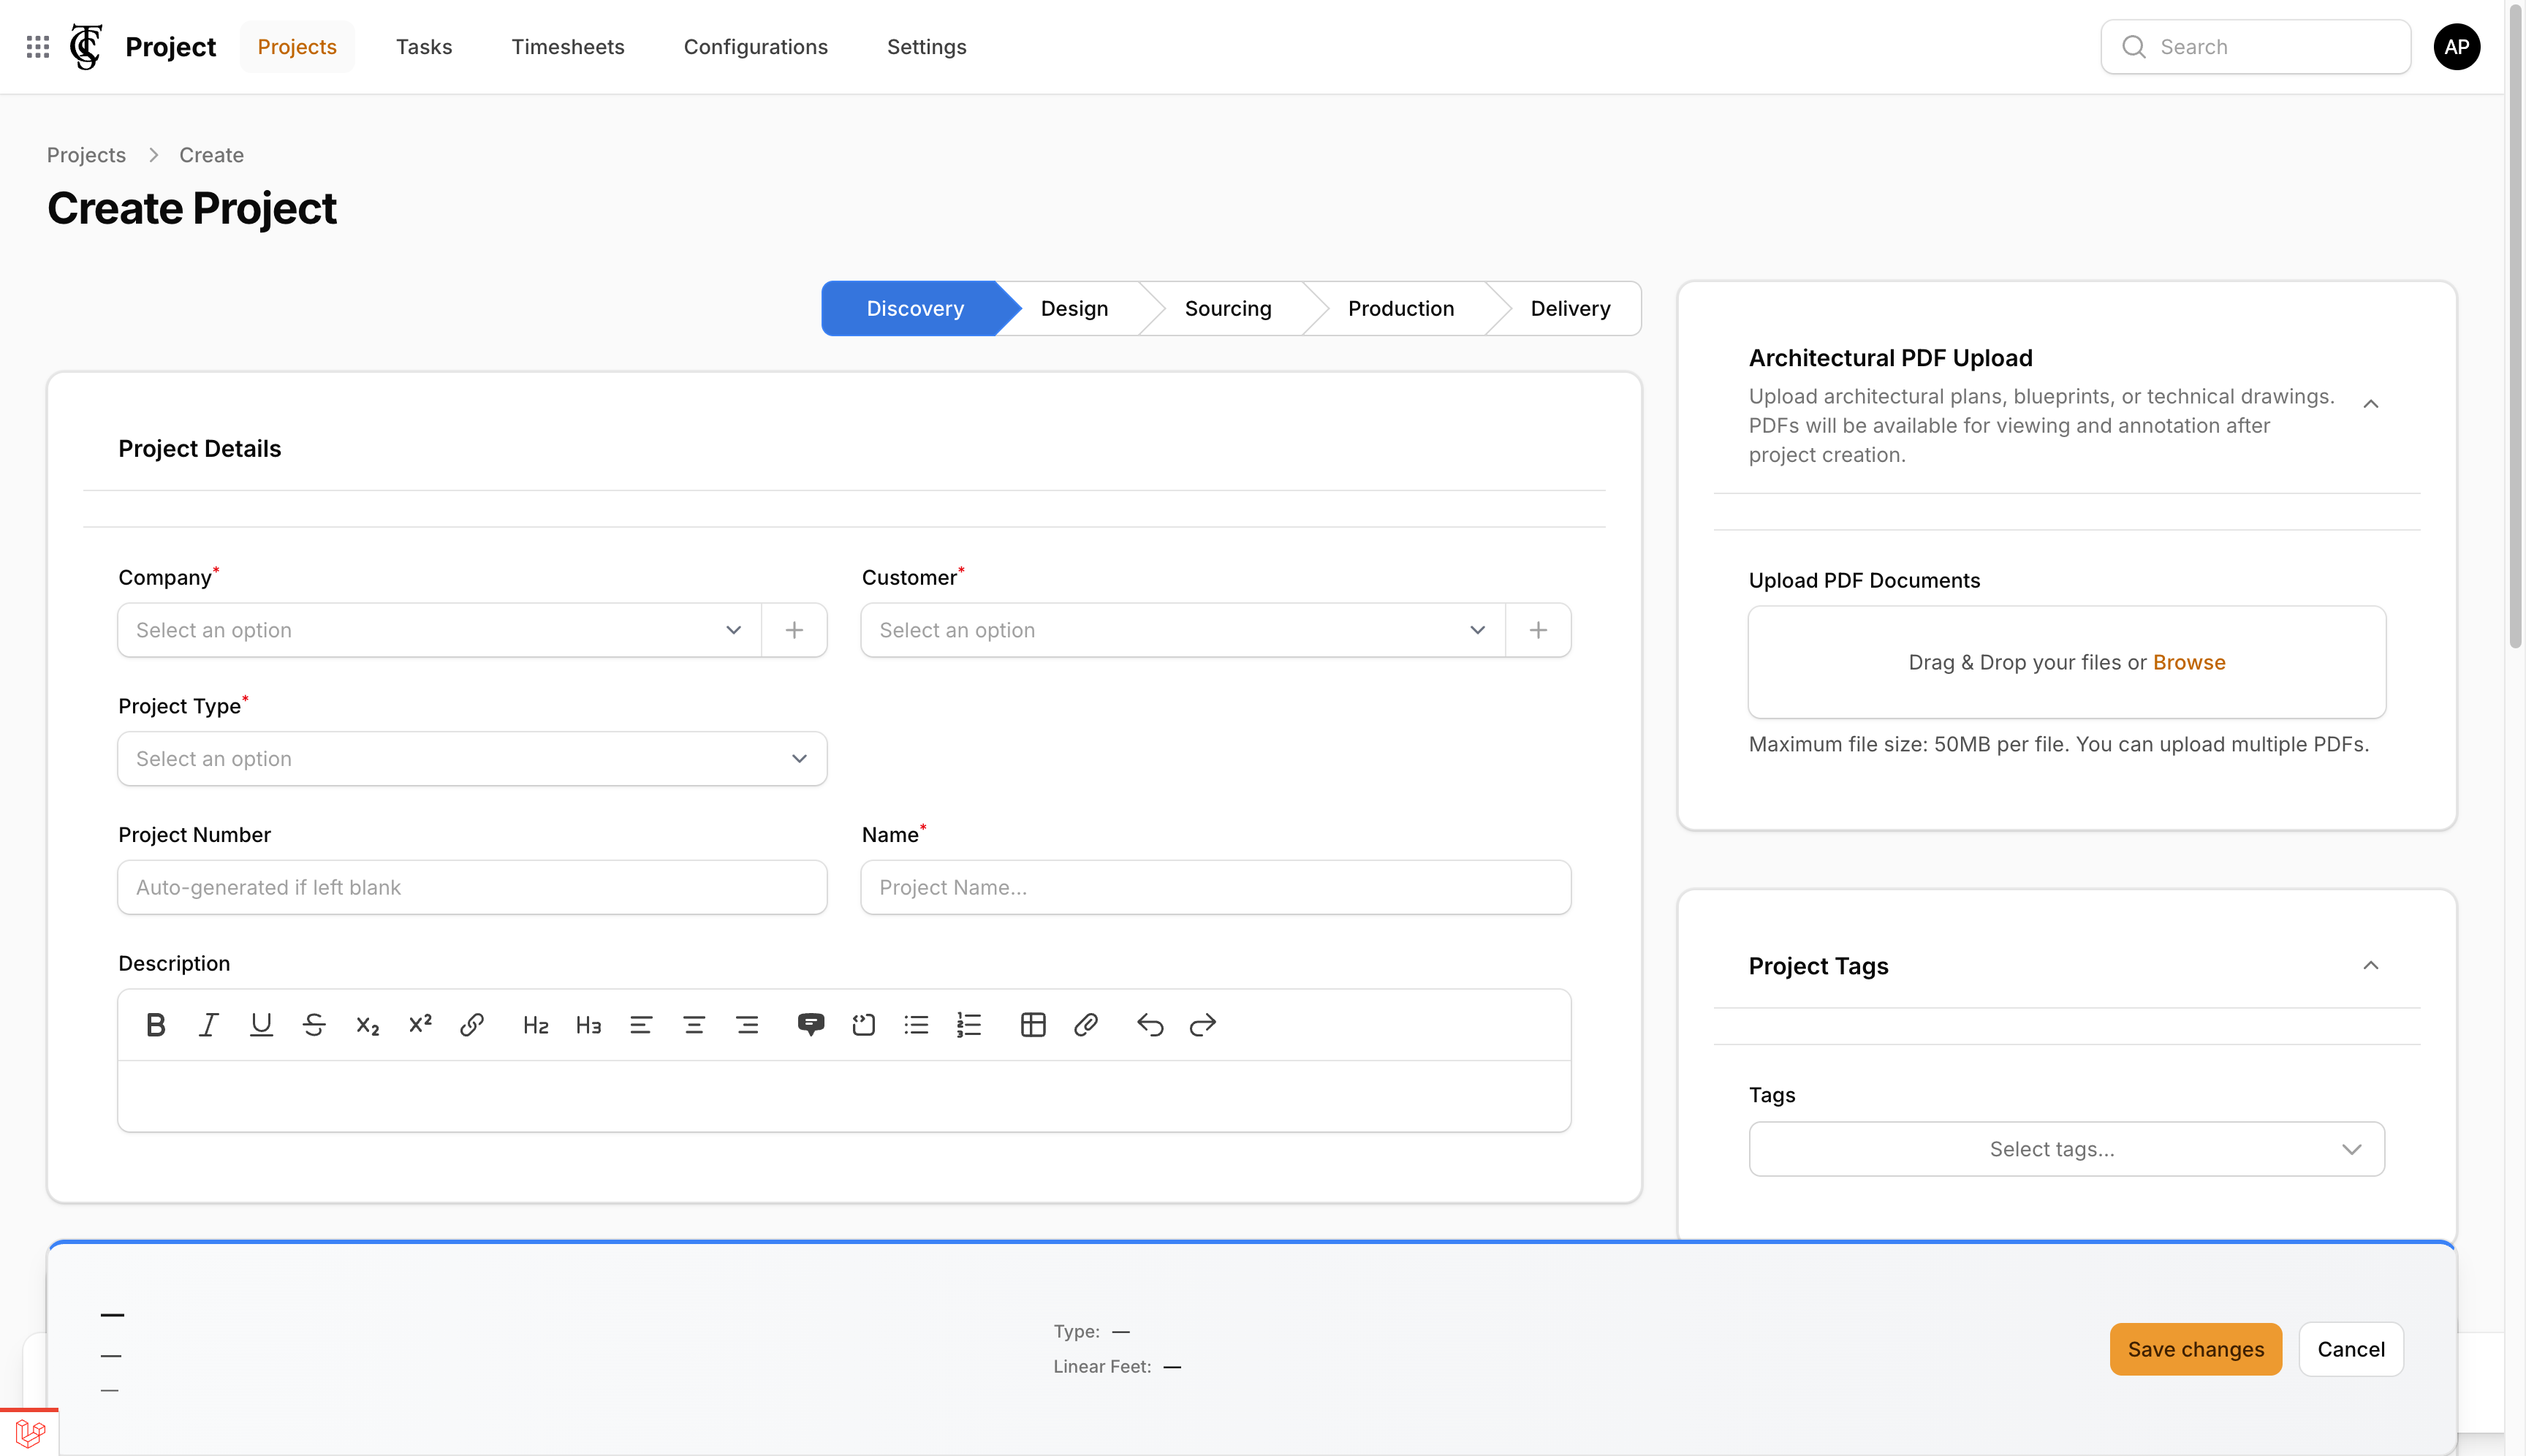 Project
Projects
Tasks
Timesheets
Configurations
Settings
Search
AP
Projects
Create
Create Project
Discovery
Design
Sourcing
Production
Delivery
Project Details
Company*
Customer*
Select an option
Select an option
Project Type*
Select an option
Project Number
Name*
Auto-generated if left blank
Project Name...
Description
H2
H3
Architectural PDF Upload
Upload architectural plans, blueprints, or technical drawings.
PDFs will be available for viewing and annotation after
project creation.
Upload PDF Documents
Drag & Drop your files or Browse
Maximum file size: 50MB per file. You can upload multiple PDFs.
Project Tags
Tags
Select tags...
—
—
—
Type: —
Linear Feet: —
Save changes
Cancel